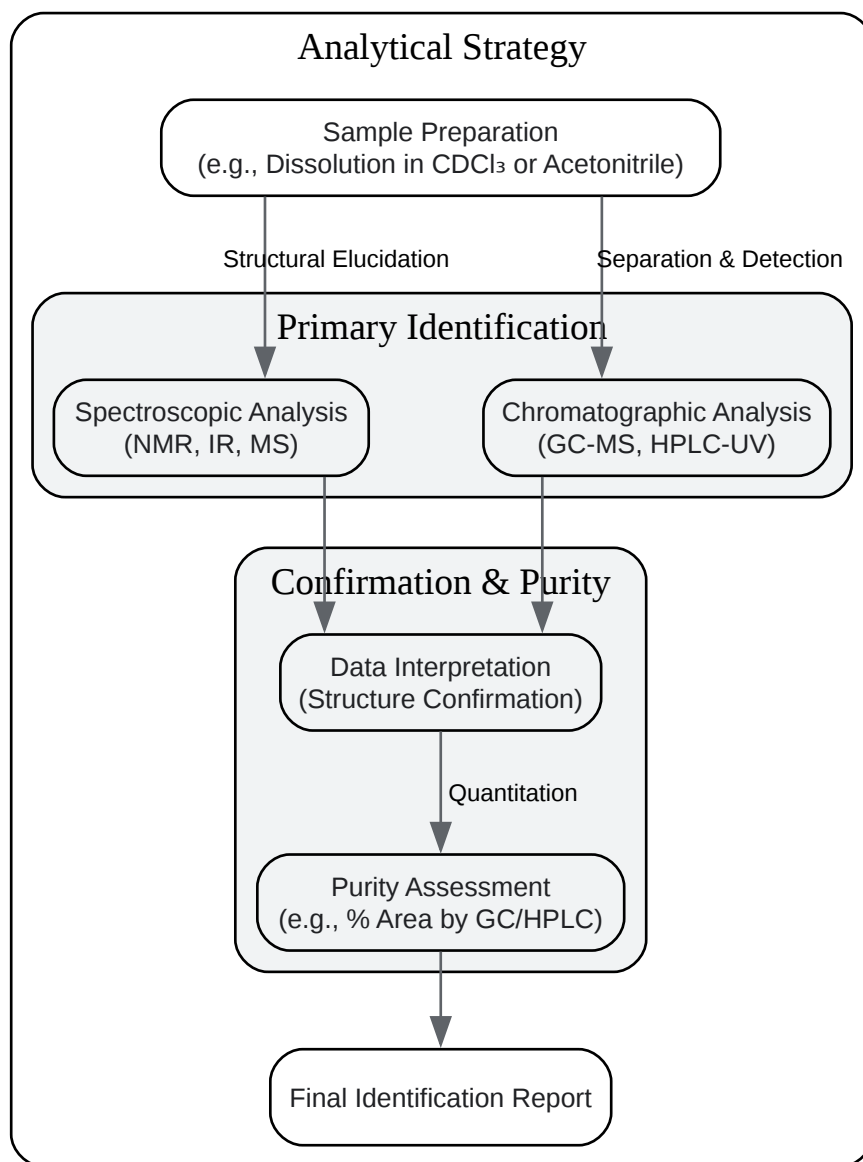 Analytical Strategy
Sample Preparation
(e.g., Dissolution in CDCl₃ or Acetonitrile)
Structural Elucidation
Separation & Detection
Primary Identification
Spectroscopic Analysis
(NMR, IR, MS)
Chromatographic Analysis
(GC-MS, HPLC-UV)
Confirmation & Purity
Data Interpretation
(Structure Confirmation)
Quantitation
Purity Assessment
(e.g., % Area by GC/HPLC)
Final Identification Report